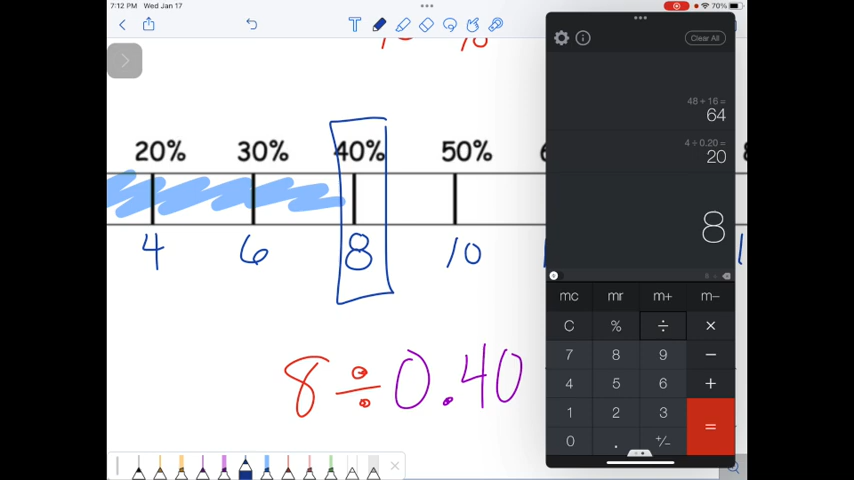 7:12 PM Wed Jan 17
70%
Clear All
48 + 16 =
64
4 ÷ 0.20 =
20
20% 30% 40% 50%
8
4 6 8 10
mc mr m+ m−
C % ÷ ×
7 8 9 −
4 5 6 +
1 2 3 =
0 . +/−
8 ÷ 0.40